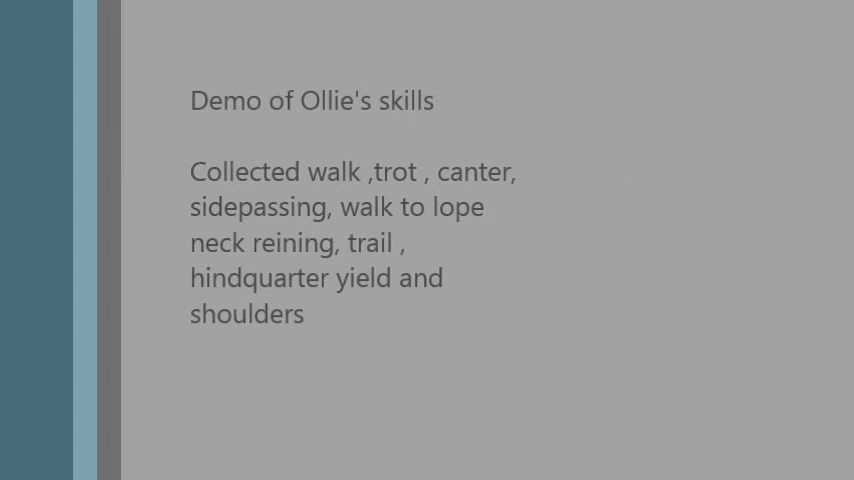 Demo of Ollie's skills
Collected walk ,trot , canter,
sidepassing, walk to lope
neck reining, trail ,
hindquarter yield and
shoulders